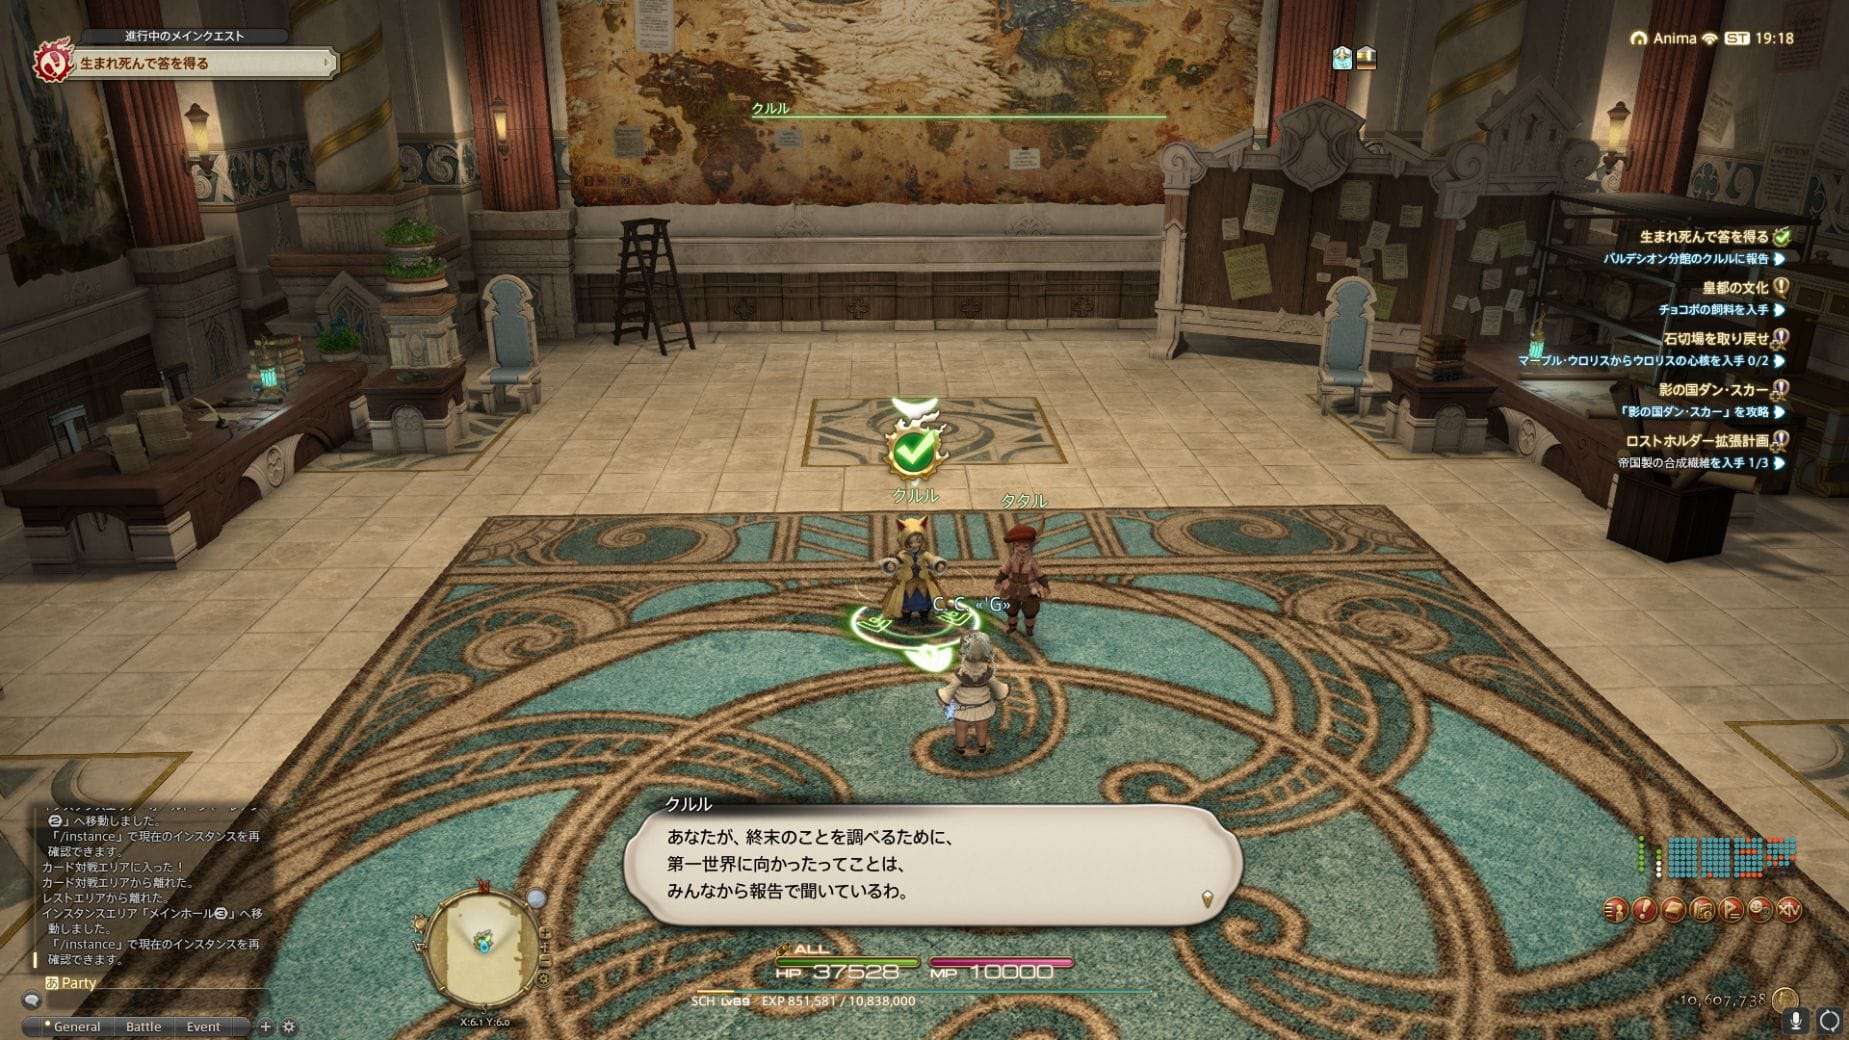 進行中のメインクエスト
生まれ死んで答を得る
Anima ST 19:18
クルル
生まれ死んで答を得る
バルデシオン分館のクルルに報告
皇都の文化
チョコボの飼料を入手
石切場を取り戻せ
マーブル・ウロリスからウロリスの心核を入手 0/2
影の国ダン・スカー
「影の国ダン・スカー」を攻略
ロストホルダー拡張計画
帝国製の合成繊維を入手 1/3
クルル
タタル
C. C. «'G»
クルル
あなたが、終末のことを調べるために、
第一世界に向かったってことは、
みんなから報告で聞いているわ。
❷」へ移動しました。
「/instance」で現在のインスタンスを再
確認できます。
カード対戦エリアに入った！
カード対戦エリアから離れた。
レストエリアから離れた。
インスタンスエリア「メインホール❸」へ移
動しました。
「/instance」で現在のインスタンスを再
確認できます。
あ Party
General Battle Event
N
X:6.1 Y:6.0
ALL
HP 37528 MP 10000
SCH Lv89 EXP 851,581 / 10,838,000
10,607,738
XIV